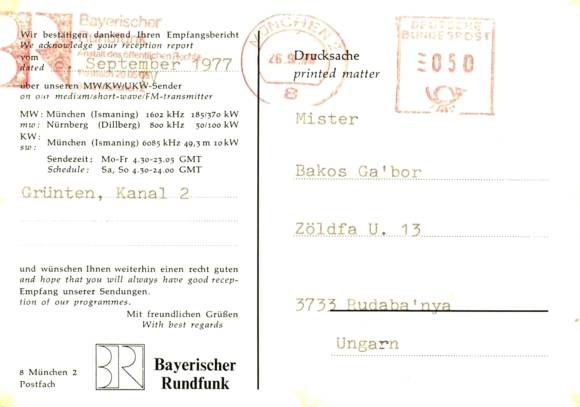 Bayerischer
Rundfunk
Anstalt des öffentlichen Rechts
Wir bestätigen dankend Ihren Empfangsbericht
We acknowledge your reception report
vom
dated September 1977
über unseren MW/KW/UKW-Sender
on our medium/short-wave/FM-transmitter
MW: München (Ismaning) 1602 kHz 185/370 kW
mw: Nürnberg (Dillberg) 800 kHz 50/100 kW
KW:
sw: München (Ismaning) 6085 kHz 49,3 m 10 kW
Sendezeit: Mo-Fr 4.30-23.05 GMT
Schedule: Sa, So 4.30-24.00 GMT
Grünten, Kanal 2
und wünschen Ihnen weiterhin einen recht guten
and hope that you will always have good recep-
Empfang unserer Sendungen.
tion of our programmes.
Mit freundlichen Grüßen
With best regards
8 München 2
Postfach
BR
Bayerischer
Rundfunk
MÜNCHEN
8
DEUTSCHE
BUNDESPOST
050
Drucksache
printed matter
Mister
Bakos Ga'bor
Zöldfa U. 13
3733 Rudaba'nya
Ungarn